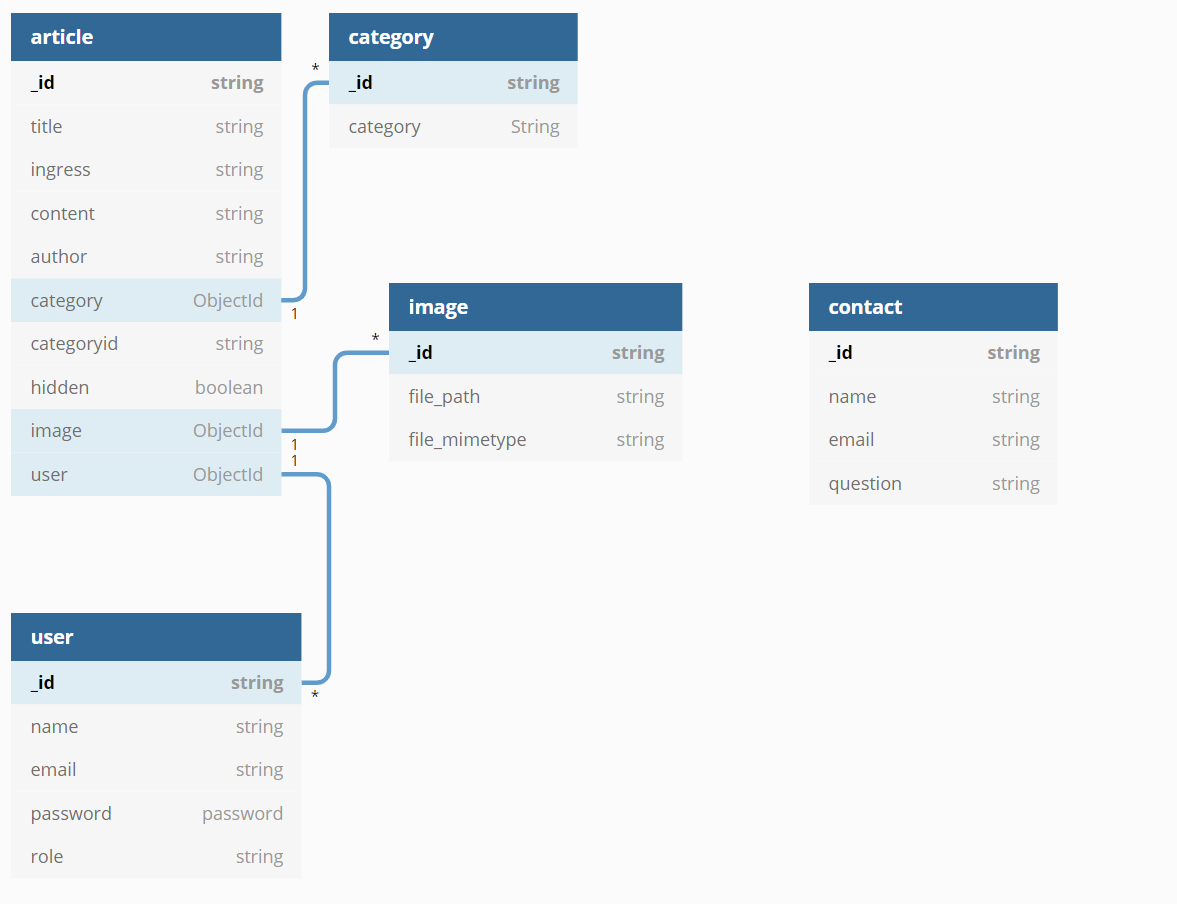 article
_id string
title string
ingress string
content string
author string
category ObjectId
categoryid string
hidden boolean
image ObjectId
user ObjectId
1
1
1
*
category
_id string
category String
*
image
_id string
file_path string
file_mimetype string
contact
_id string
name string
email string
question string
user
_id string
name string
email string
password password
role string
*